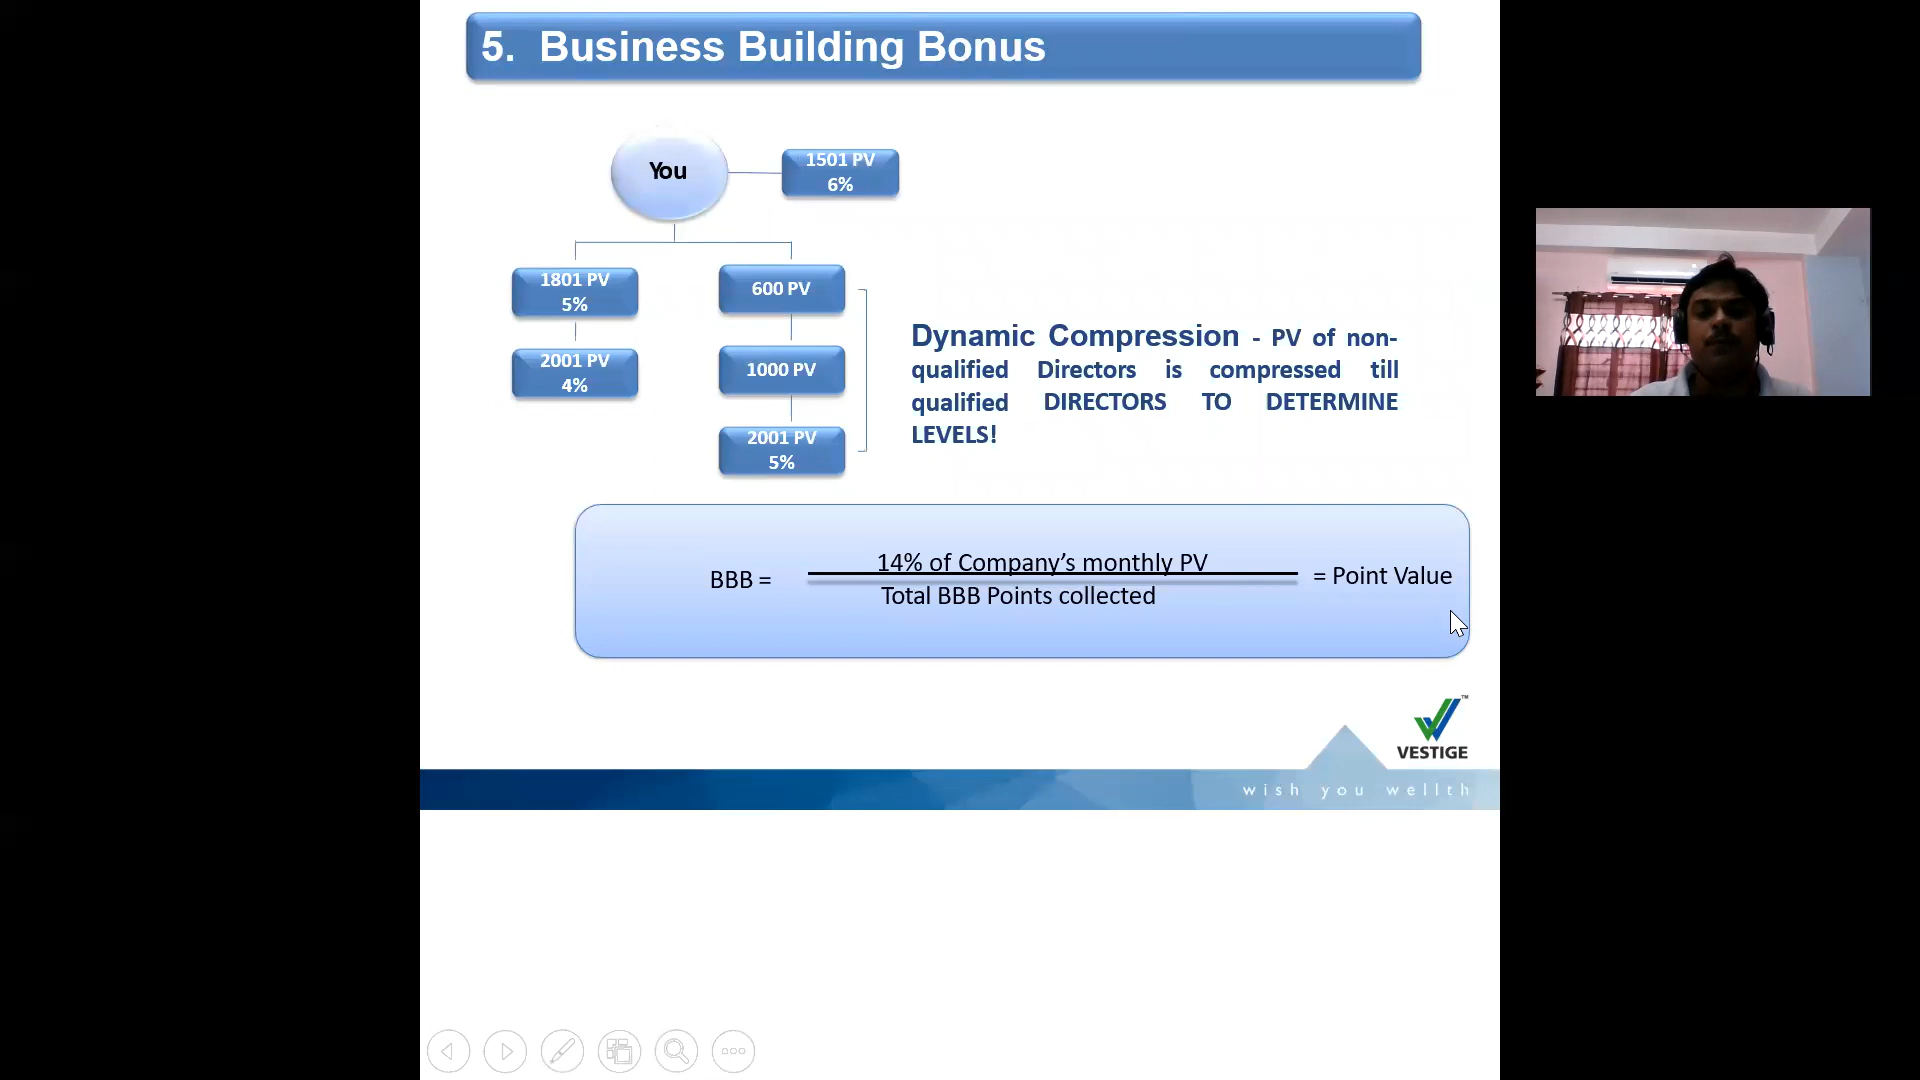 5. Business Building Bonus
You
1501 PV
6%
1801 PV
5%
600 PV
2001 PV
4%
1000 PV
2001 PV
5%
Dynamic Compression - PV of non-
qualified Directors is compressed till
qualified DIRECTORS TO DETERMINE
LEVELS!
BBB =
14% of Company’s monthly PV
Total BBB Points collected
= Point Value
TM
VESTIGE
wish you wellth